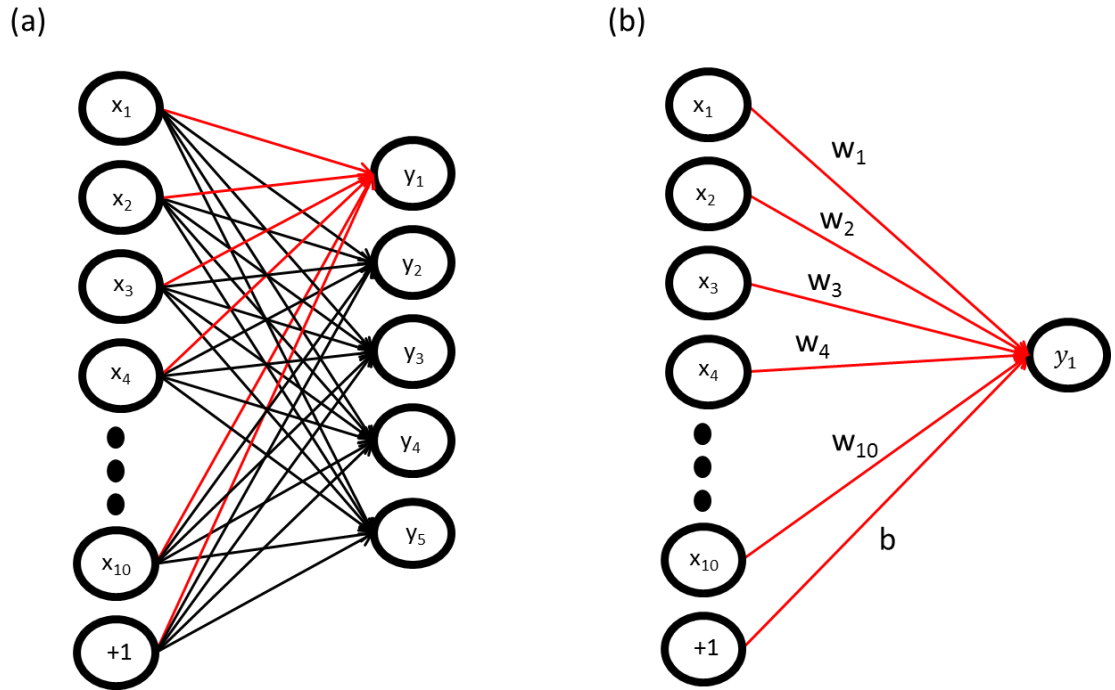 (a)
x₁
x₂
x₃
x₄
x₁₀
+1
y₁
y₂
y₃
y₄
y₅
(b)
x₁
x₂
x₃
x₄
x₁₀
+1
w₁
w₂
w₃
w₄
w₁₀
b
y₁